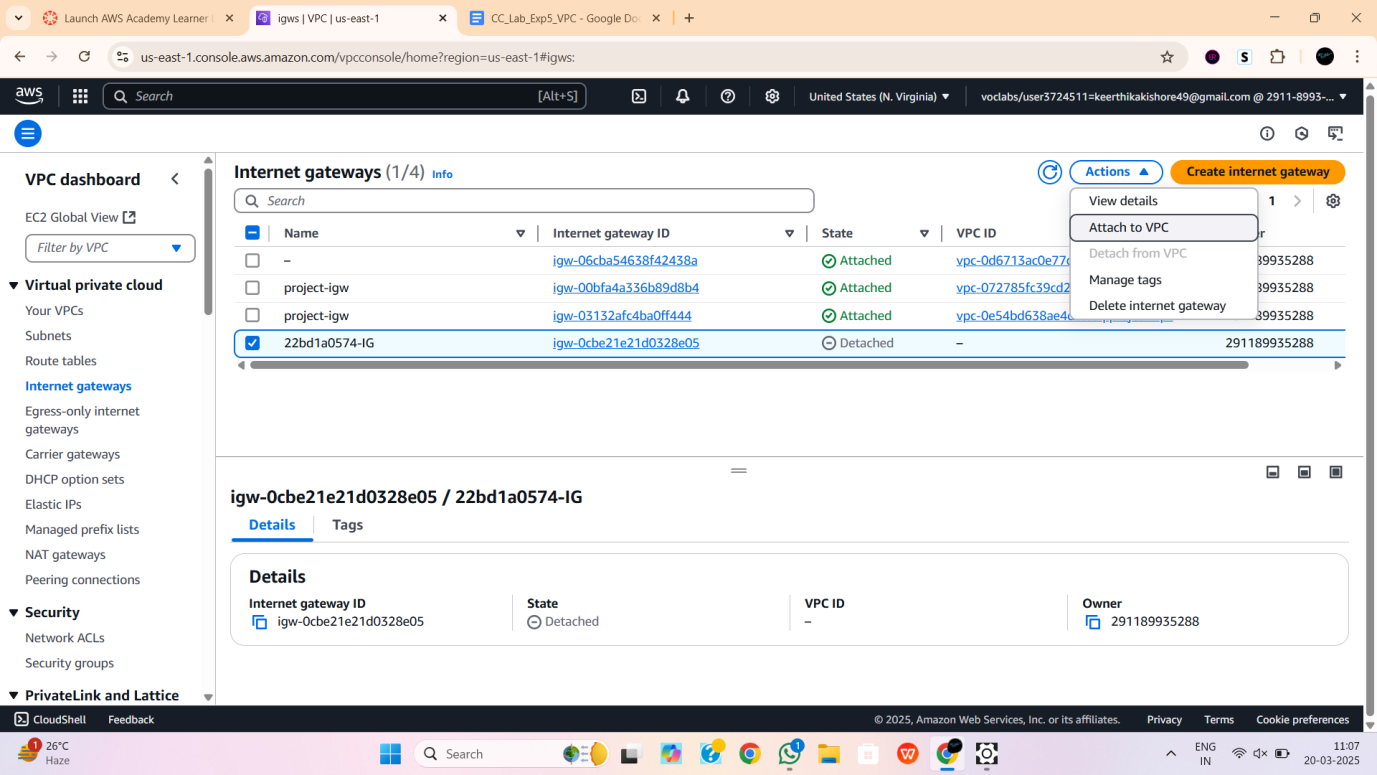 Launch AWS Academy Learner
igws | VPC | us-east-1
CC_Lab_Exp5_VPC - Google Do
us-east-1.console.aws.amazon.com/vpcconsole/home?region=us-east-1#igws:
S
aws
Search
[Alt+S]
United States (N. Virginia)
voclabs/user3724511=keerthikakishore49@gmail.com @ 2911-8993-...
VPC dashboard
EC2 Global View
Filter by VPC
Virtual private cloud
Your VPCs
Subnets
Route tables
Internet gateways
Egress-only internet
gateways
Carrier gateways
DHCP option sets
Elastic IPs
Managed prefix lists
NAT gateways
Peering connections
Security
Network ACLs
Security groups
PrivateLink and Lattice
Internet gateways (1/4) Info
Actions
Create internet gateway
Search
1
View details
Attach to VPC
Detach from VPC
Manage tags
Delete internet gateway
Name Internet gateway ID State VPC ID
– igw-06cba54638f42438a Attached vpc-0d6713ac0e77 89935288
project-igw igw-00bfa4a336b89d8b4 Attached vpc-072785fc39cd2 89935288
project-igw igw-03132afc4ba0ff444 Attached vpc-0e54bd638ae4 89935288
22bd1a0574-IG igw-0cbe21e21d0328e05 Detached – 291189935288
igw-0cbe21e21d0328e05 / 22bd1a0574-IG
Details
Tags
Details
Internet gateway ID
igw-0cbe21e21d0328e05
State
Detached
VPC ID
–
Owner
291189935288
CloudShell
Feedback
© 2025, Amazon Web Services, Inc. or its affiliates.
Privacy
Terms
Cookie preferences
1
26°C
Haze
Search
1
ENG
IN
11:07
20-03-2025